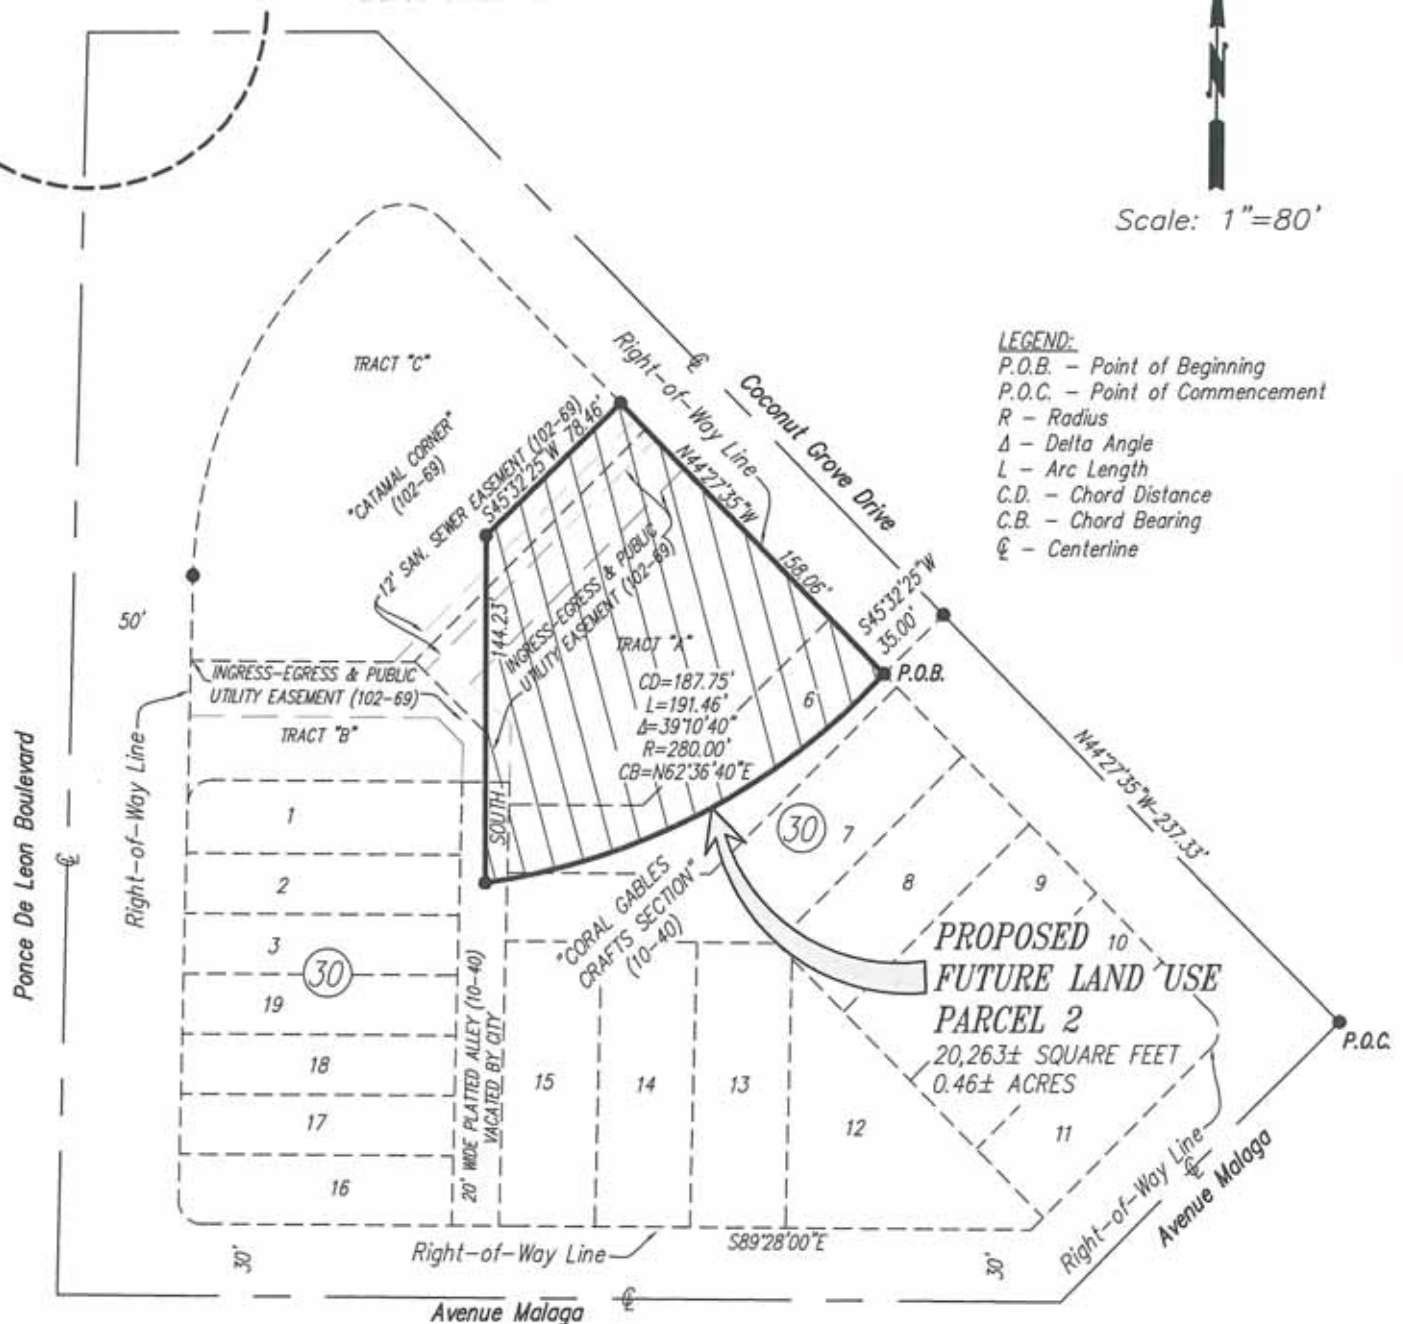 N
Scale: 1"=80'
LEGEND:
P.O.B. – Point of Beginning
P.O.C. – Point of Commencement
R – Radius
Δ – Delta Angle
L – Arc Length
C.D. – Chord Distance
C.B. – Chord Bearing
℄ – Centerline
TRACT "C"
"CATAMAL CORNER"
(102-69)
12' SAN. SEWER EASEMENT (102-69)
S45°32'25"W 78.46'
Right-of-Way Line
℄
Coconut Grove Drive
N44°27'35"W
158.06'
S45°32'25"W
35.00'
P.O.B.
INGRESS-EGRESS & PUBLIC
UTILITY EASEMENT (102-69)
144.23'
SOUTH
TRACT "A"
CD=187.75'
L=191.46'
Δ=39°10'40"
R=280.00'
CB=N62°36'40"E
6
50'
INGRESS-EGRESS & PUBLIC
UTILITY EASEMENT (102-69)
TRACT "B"
Right-of-Way Line
Ponce De Leon Boulevard
℄
N44°27'35"W-237.33'
P.O.C.
1
2
3
30
19
18
17
16
20' WIDE PLATTED ALLEY (10-40)
VACATED BY CITY
"CORAL GABLES
CRAFTS SECTION"
(10-40)
30
7
8
9
10
PROPOSED
FUTURE LAND USE
PARCEL 2
20,263± SQUARE FEET
0.46± ACRES
15
14
13
12
11
Right-of-Way Line
℄
Avenue Malaga
30'
Right-of-Way Line
S89°28'00"E
30'
Avenue Malaga
℄